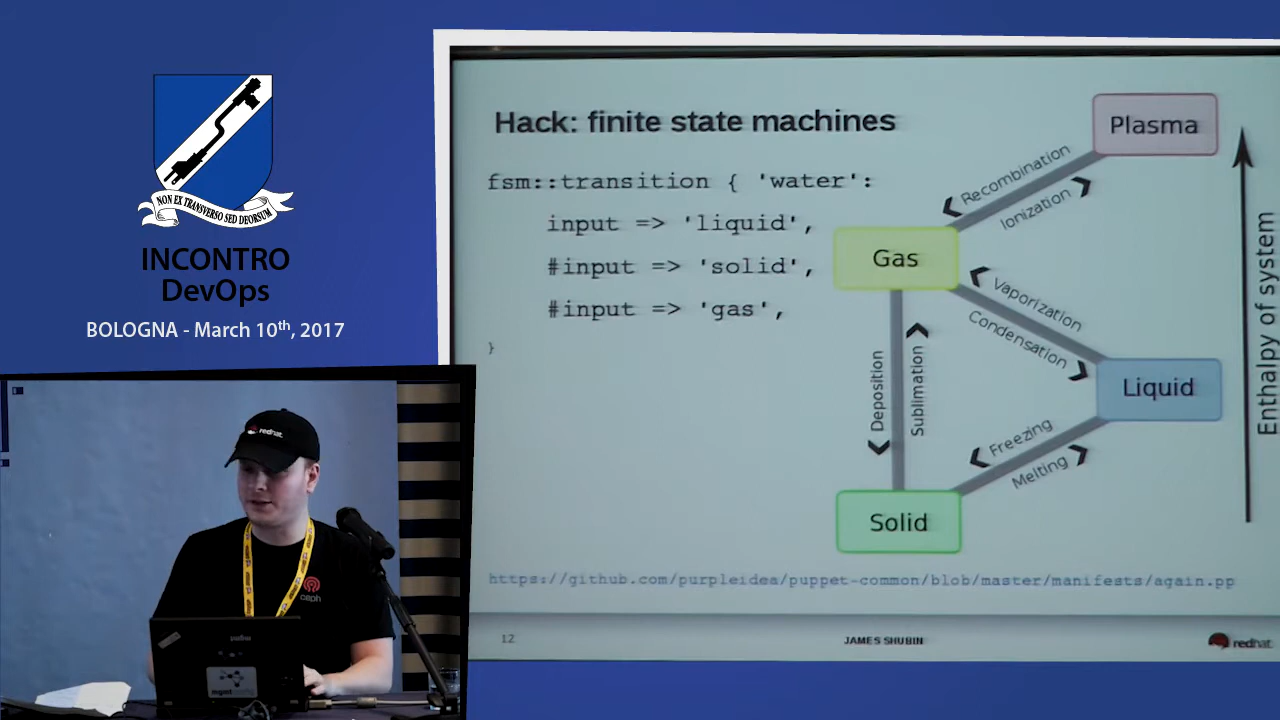 NON EX TRANSVERSO SED DEORSUM
INCONTRO
DevOps
BOLOGNA - March 10th, 2017
redhat.
ceph
mgmtconfig
Hack: finite state machines
fsm::transition { 'water':
input => 'liquid',
#input => 'solid',
#input => 'gas',
}
Plasma
Recombination
Ionization
Gas
Vaporization
Condensation
Deposition
Sublimation
Liquid
Freezing
Melting
Solid
Enthalpy of system
https://github.com/purpleidea/puppet-common/blob/master/manifests/again.pp
12
JAMES SHUBIN
redhat